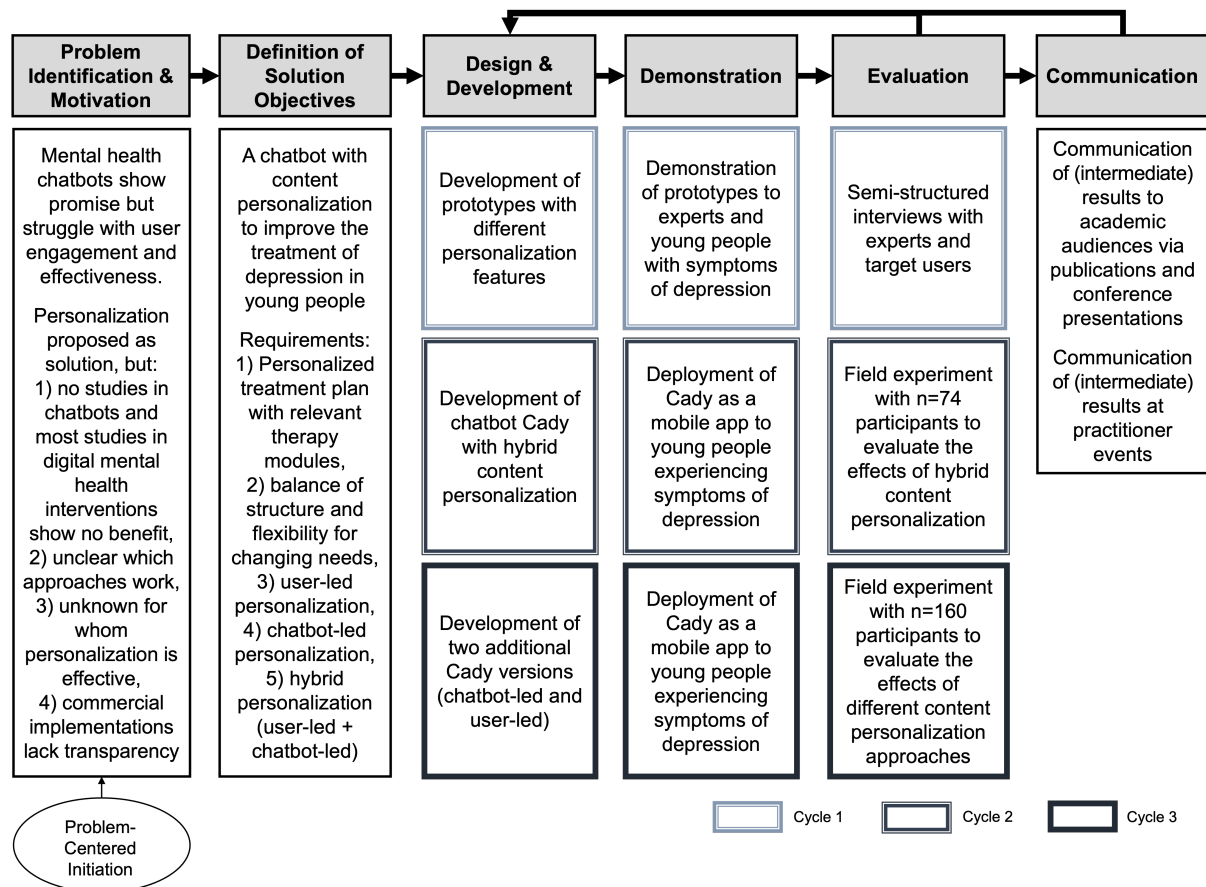 Problem
Identification &
Motivation
Definition of
Solution
Objectives
Design &
Development
Demonstration
Evaluation
Communication
Mental health
chatbots show
promise but
struggle with user
engagement and
effectiveness.
Personalization
proposed as
solution, but:
1) no studies in
chatbots and
most studies in
digital mental
health
interventions
show no benefit,
2) unclear which
approaches work,
3) unknown for
whom
personalization is
effective,
4) commercial
implementations
lack transparency
A chatbot with
content
personalization
to improve the
treatment of
depression in
young people
Requirements:
1) Personalized
treatment plan
with relevant
therapy
modules,
2) balance of
structure and
flexibility for
changing needs,
3) user-led
personalization,
4) chatbot-led
personalization,
5) hybrid
personalization
(user-led +
chatbot-led)
Development of
prototypes with
different
personalization
features
Demonstration
of prototypes to
experts and
young people
with symptoms
of depression
Semi-structured
interviews with
experts and
target users
Communication
of (intermediate)
results to
academic
audiences via
publications and
conference
presentations
Communication
of (intermediate)
results at
practitioner
events
Development of
chatbot Cady
with hybrid
content
personalization
Deployment of
Cady as a
mobile app to
young people
experiencing
symptoms of
depression
Field experiment
with n=74
participants to
evaluate the
effects of hybrid
content
personalization
Development of
two additional
Cady versions
(chatbot-led and
user-led)
Deployment of
Cady as a
mobile app to
young people
experiencing
symptoms of
depression
Field experiment
with n=160
participants to
evaluate the
effects of
different content
personalization
approaches
Problem-
Centered
Initiation
Cycle 1
Cycle 2
Cycle 3